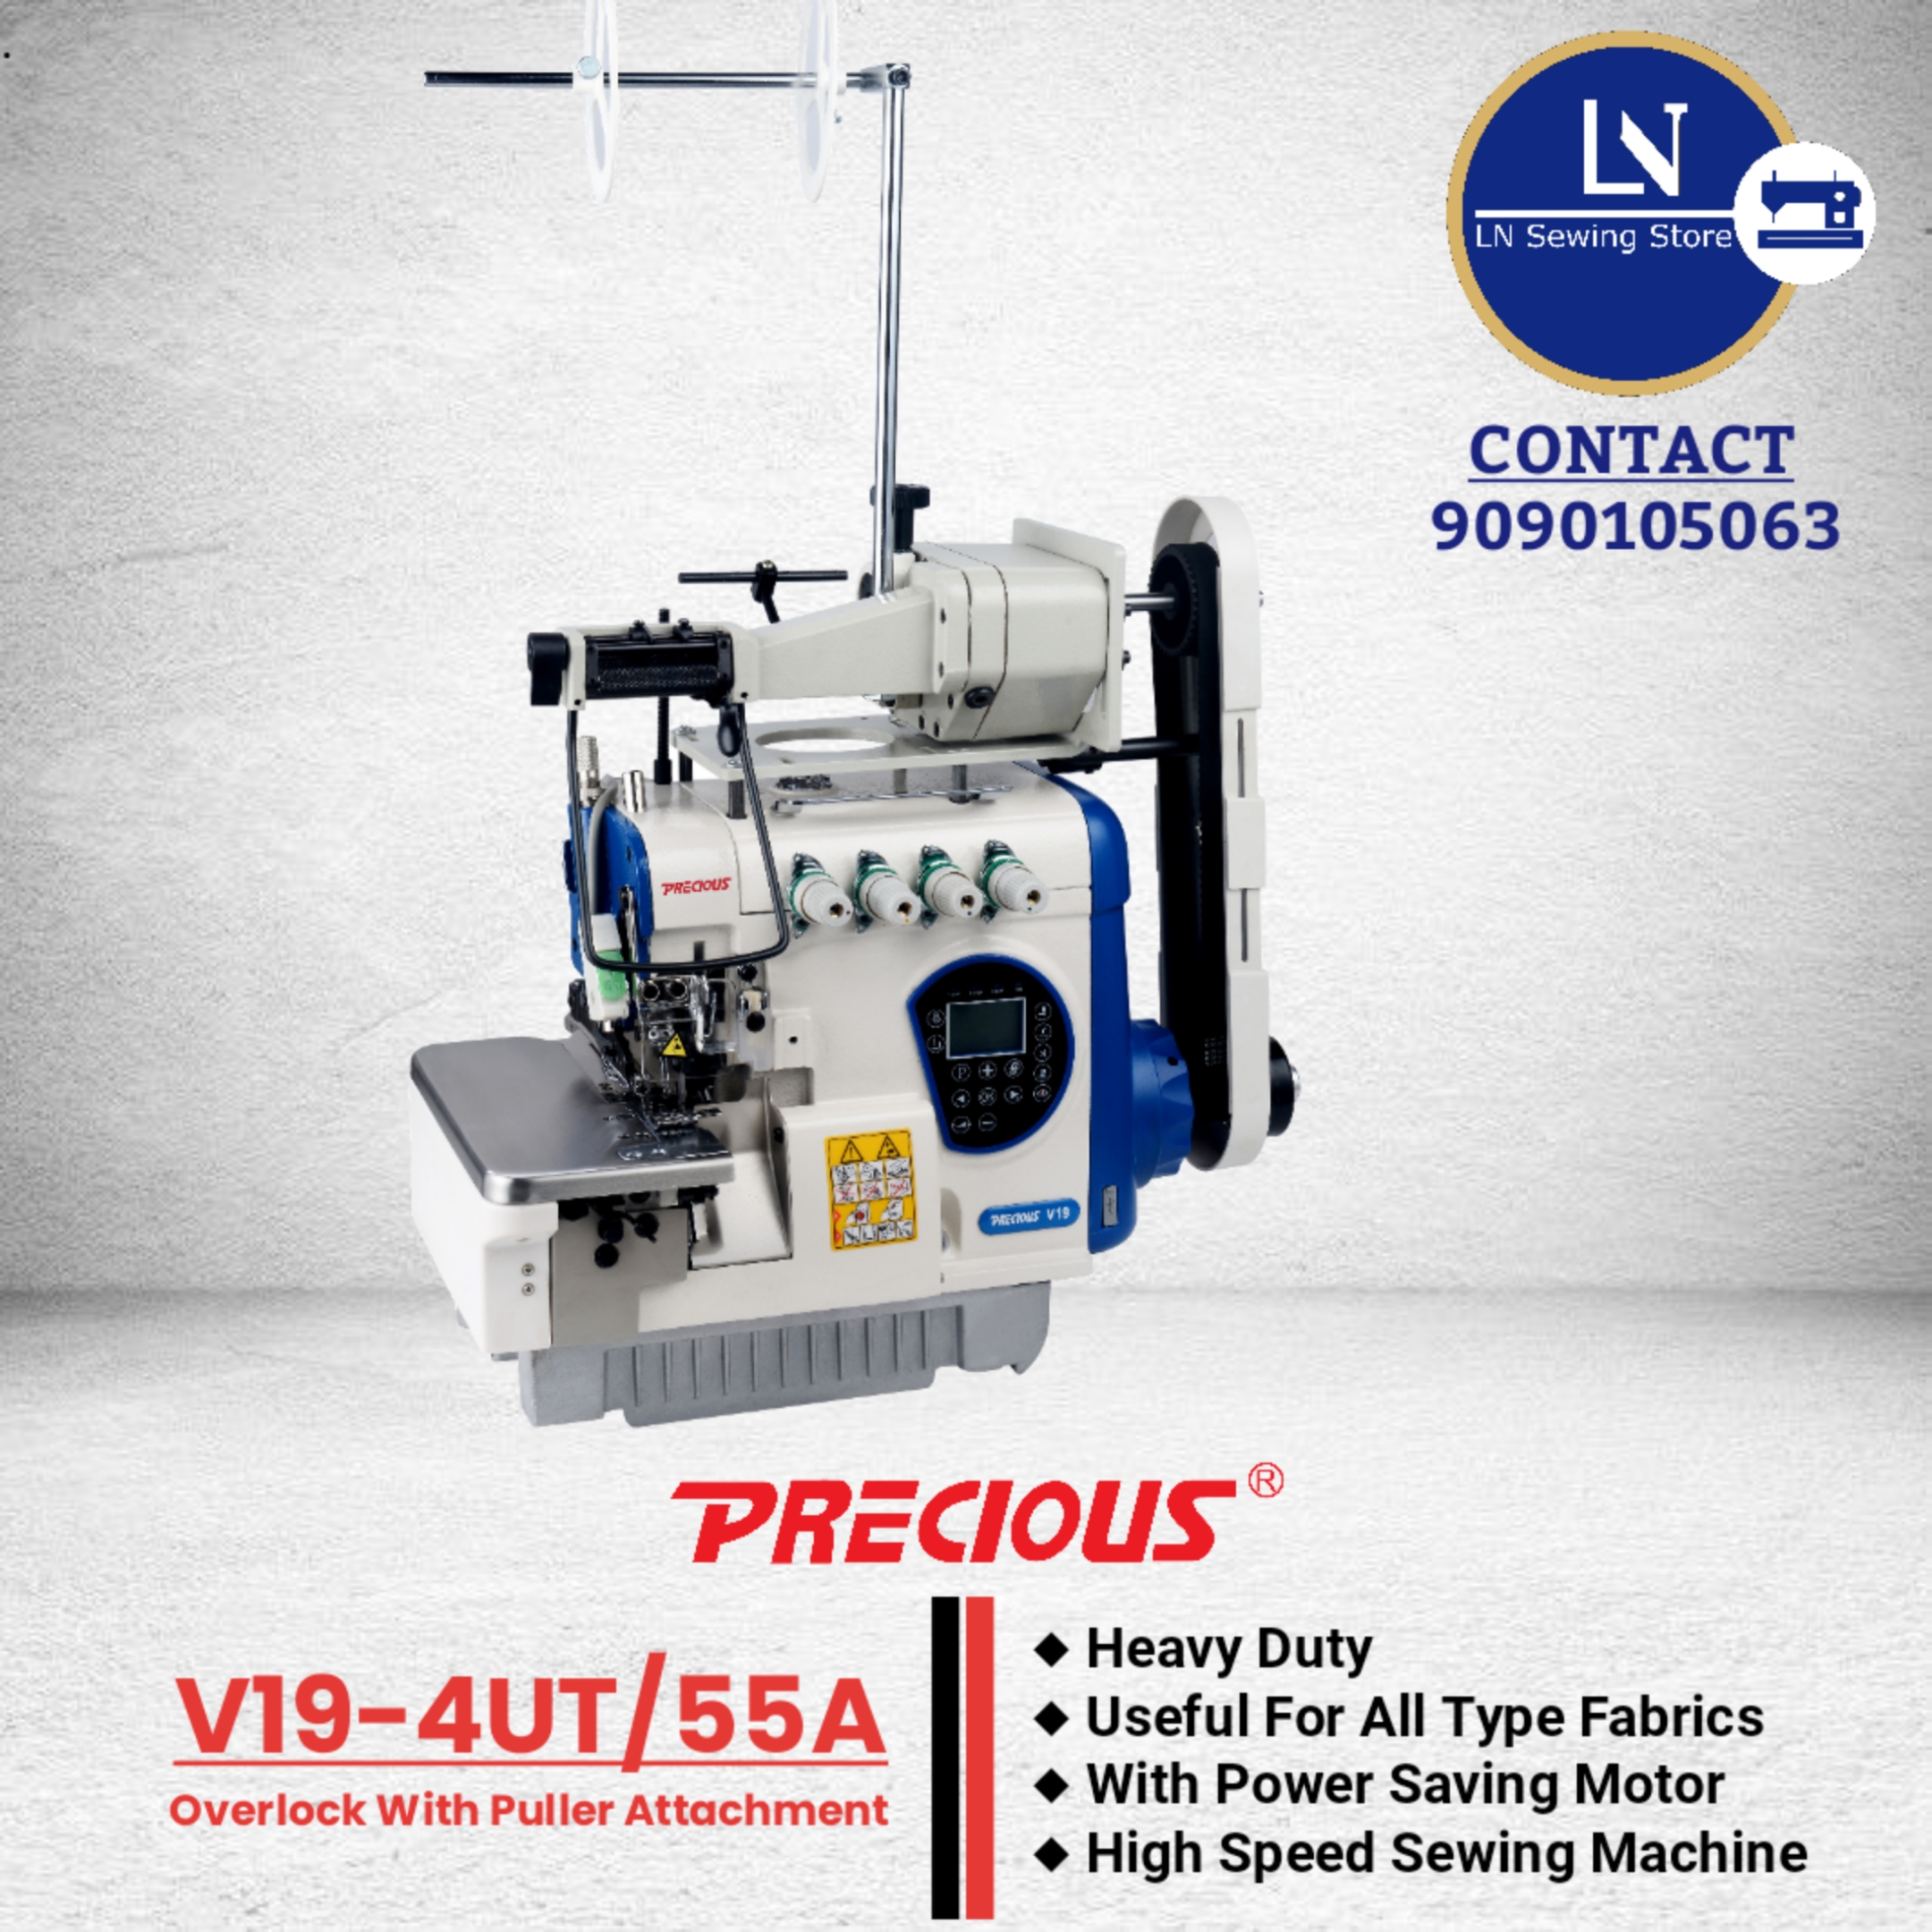 LN
LN Sewing Store
CONTACT
9090105063
PRECIOUS
PRECIOUS V19
PRECIOUS®
V19-4UT/55A
Overlock With Puller Attachment
◆ Heavy Duty
◆ Useful For All Type Fabrics
◆ With Power Saving Motor
◆ High Speed Sewing Machine